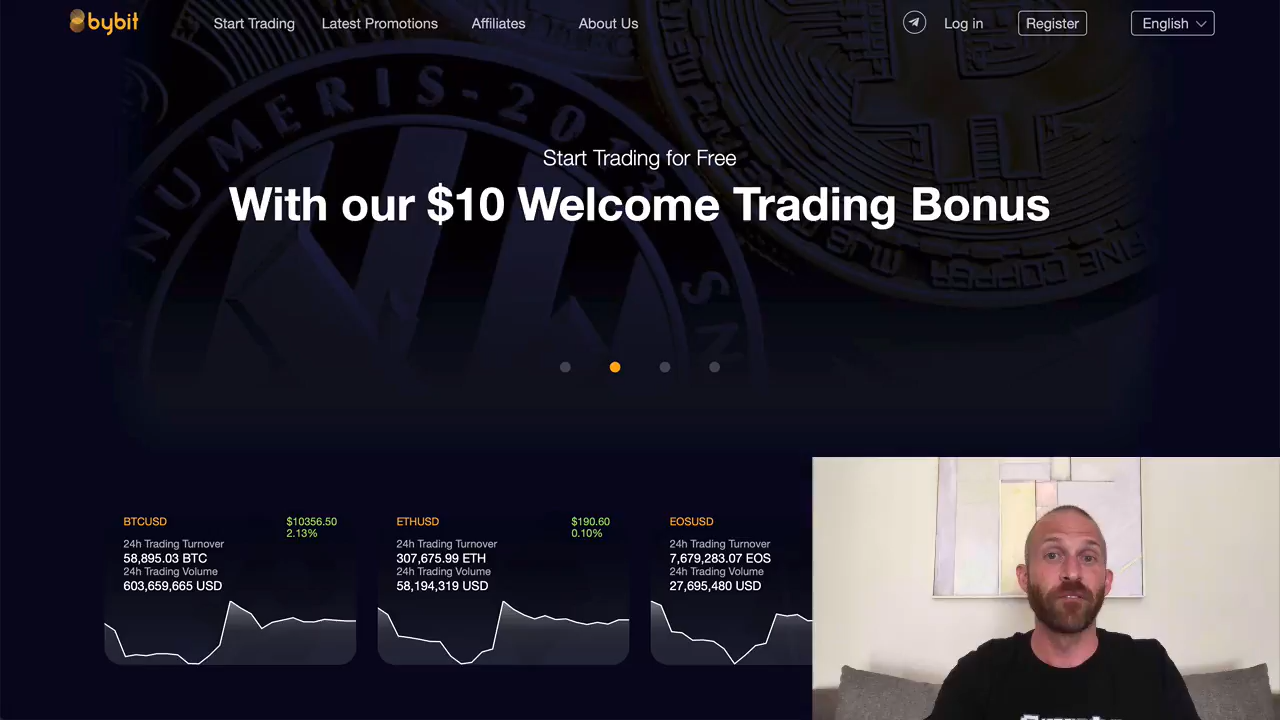 bybit
Start Trading
Latest Promotions
Affiliates
About Us
Log in
Register
English
NUMERIS-2013
FINE COPPER
Start Trading for Free
With our $10 Welcome Trading Bonus
BTCUSD
$10356.50
2.13%
24h Trading Turnover
58,895.03 BTC
24h Trading Volume
603,659,665 USD
ETHUSD
$190.60
0.10%
24h Trading Turnover
307,675.99 ETH
24h Trading Volume
58,194,319 USD
EOSUSD
24h Trading Turnover
7,679,283.07 EOS
24h Trading Volume
27,695,480 USD